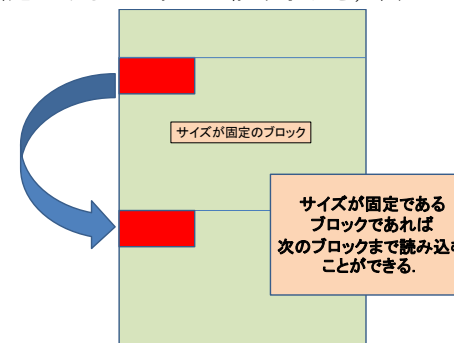 サイズが固定のブロック
サイズが固定である
ブロックであれば
次のブロックまで読み込む
ことができる.